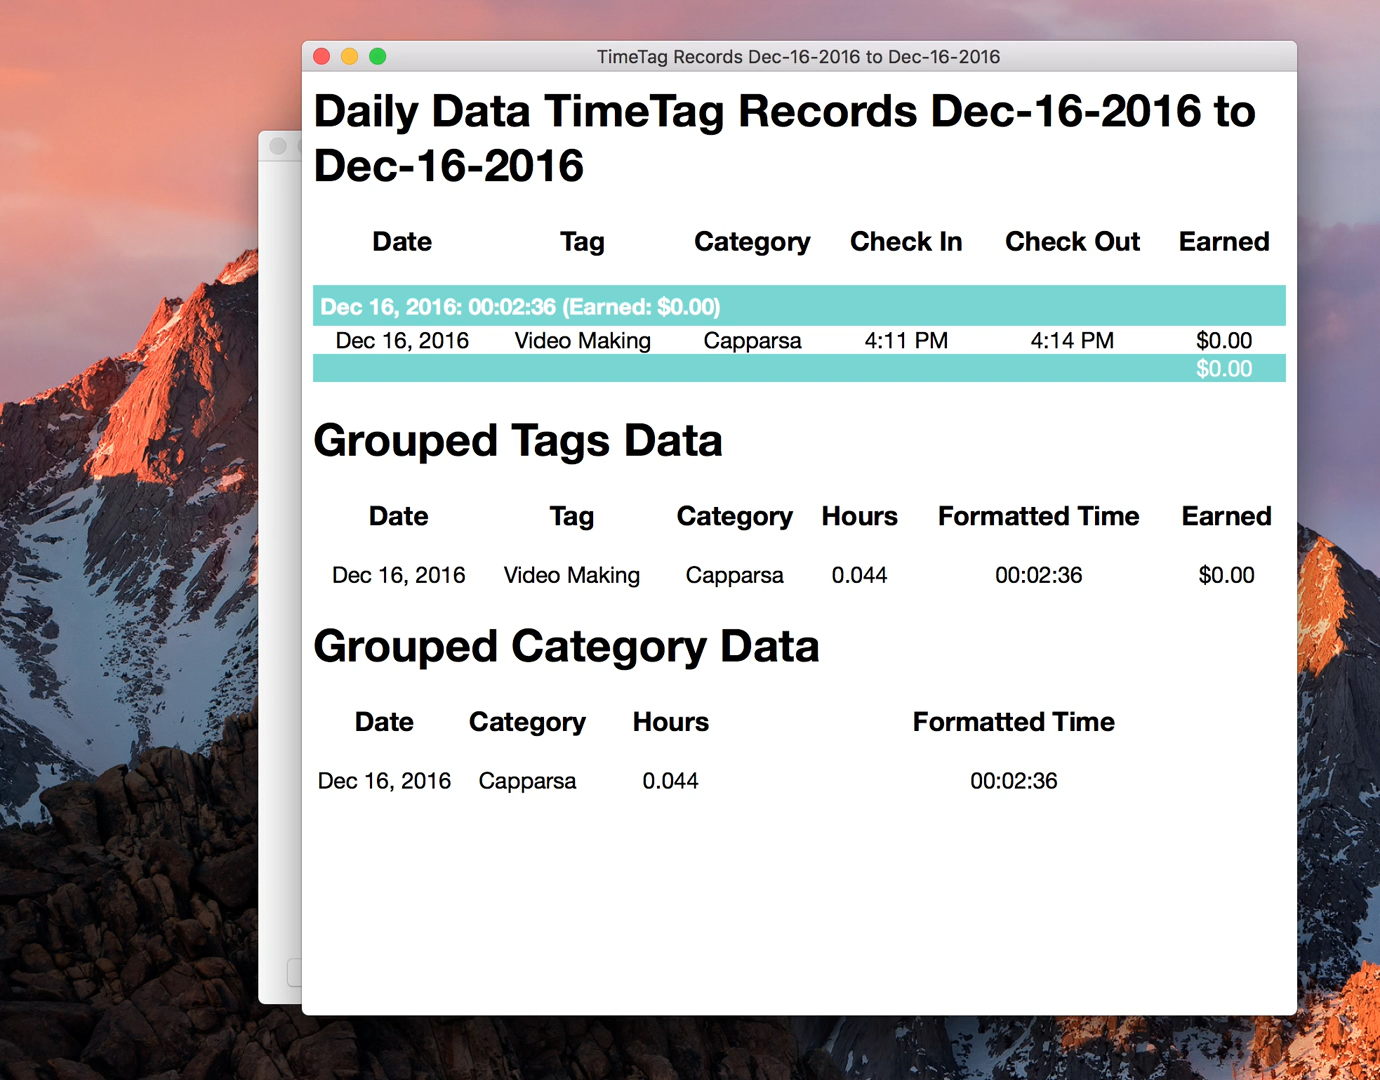 TimeTag Records Dec-16-2016 to Dec-16-2016
Daily Data TimeTag Records Dec-16-2016 to
Dec-16-2016
Date Tag Category Check In Check Out Earned
Dec 16, 2016: 00:02:36 (Earned: $0.00)
Dec 16, 2016 Video Making Capparsa 4:11 PM 4:14 PM $0.00
$0.00
Grouped Tags Data
Date Tag Category Hours Formatted Time Earned
Dec 16, 2016 Video Making Capparsa 0.044 00:02:36 $0.00
Grouped Category Data
Date Category Hours Formatted Time
Dec 16, 2016 Capparsa 0.044 00:02:36